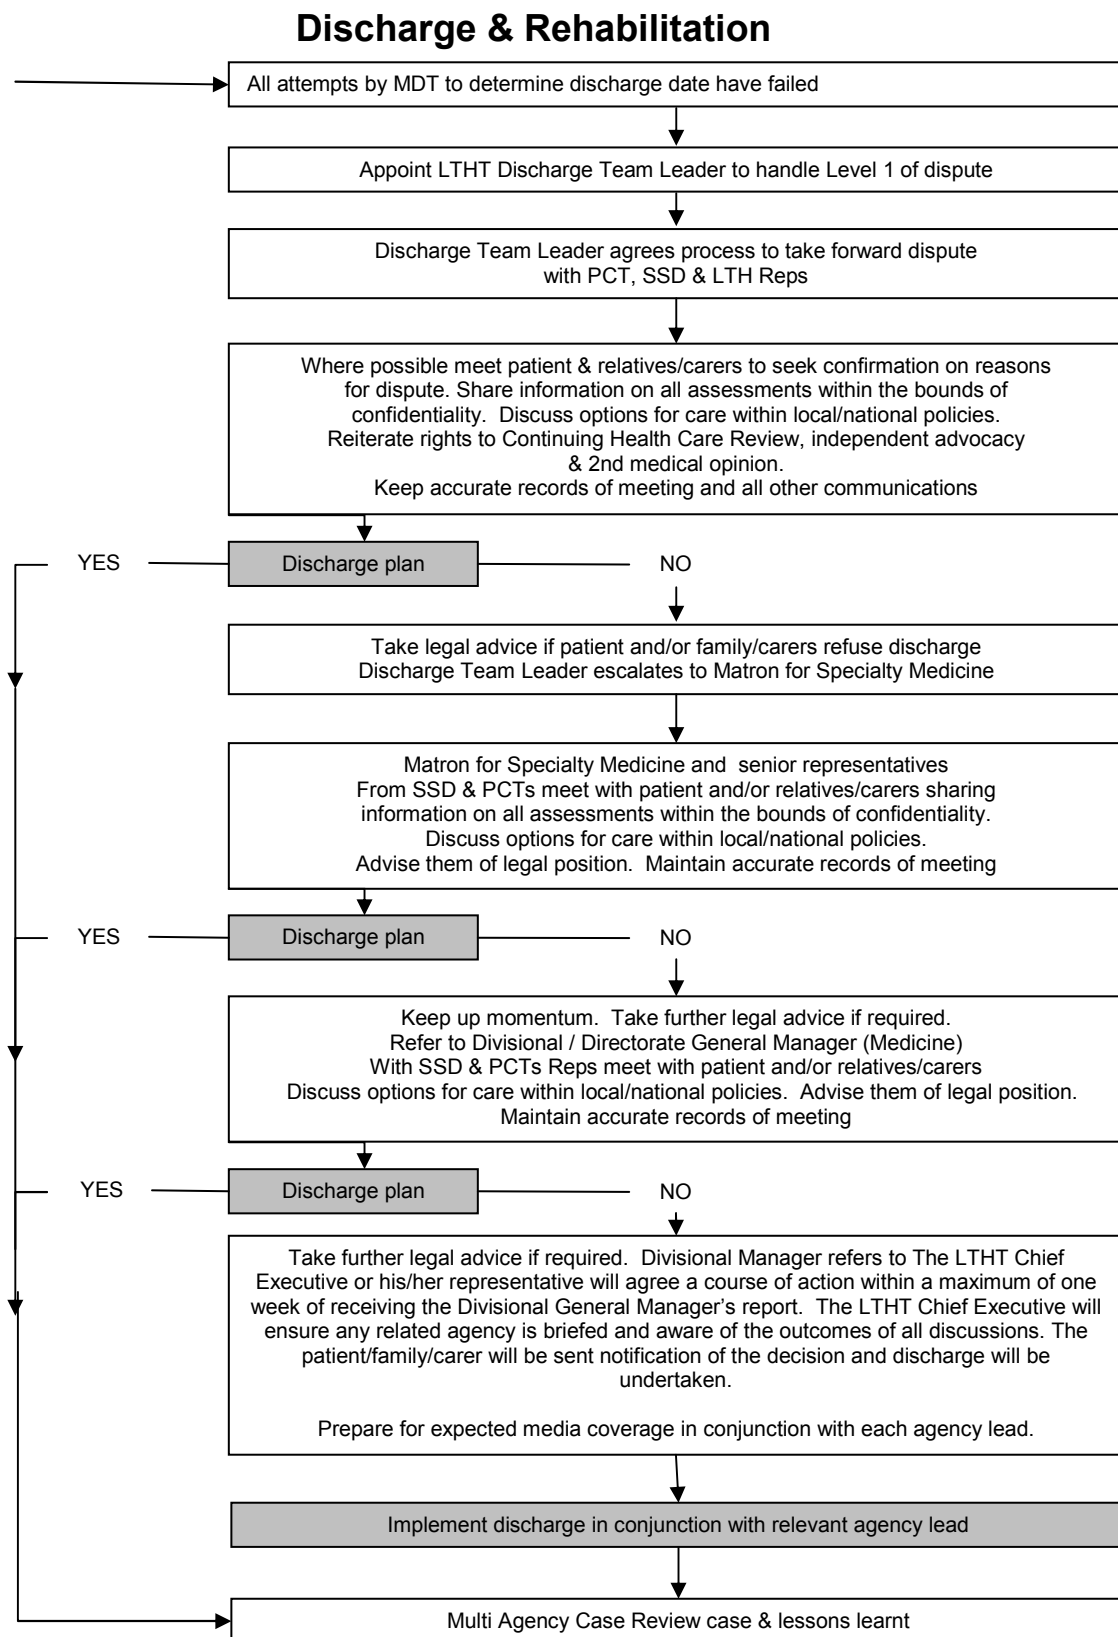 Discharge & Rehabilitation
All attempts by MDT to determine discharge date have failed
Appoint LTHT Discharge Team Leader to handle Level 1 of dispute
Discharge Team Leader agrees process to take forward dispute
with PCT, SSD & LTH Reps
Where possible meet patient & relatives/carers to seek confirmation on reasons
for dispute. Share information on all assessments within the bounds of
confidentiality. Discuss options for care within local/national policies.
Reiterate rights to Continuing Health Care Review, independent advocacy
& 2nd medical opinion.
Keep accurate records of meeting and all other communications
YES
Discharge plan
NO
Take legal advice if patient and/or family/carers refuse discharge
Discharge Team Leader escalates to Matron for Specialty Medicine
Matron for Specialty Medicine and senior representatives
From SSD & PCTs meet with patient and/or relatives/carers sharing
information on all assessments within the bounds of confidentiality.
Discuss options for care within local/national policies.
Advise them of legal position. Maintain accurate records of meeting
YES
Discharge plan
NO
Keep up momentum. Take further legal advice if required.
Refer to Divisional / Directorate General Manager (Medicine)
With SSD & PCTs Reps meet with patient and/or relatives/carers
Discuss options for care within local/national policies. Advise them of legal position.
Maintain accurate records of meeting
YES
Discharge plan
NO
Take further legal advice if required. Divisional Manager refers to The LTHT Chief
Executive or his/her representative will agree a course of action within a maximum of one
week of receiving the Divisional General Manager's report. The LTHT Chief Executive will
ensure any related agency is briefed and aware of the outcomes of all discussions. The
patient/family/carer will be sent notification of the decision and discharge will be
undertaken.
Prepare for expected media coverage in conjunction with each agency lead.
Implement discharge in conjunction with relevant agency lead
Multi Agency Case Review case & lessons learnt